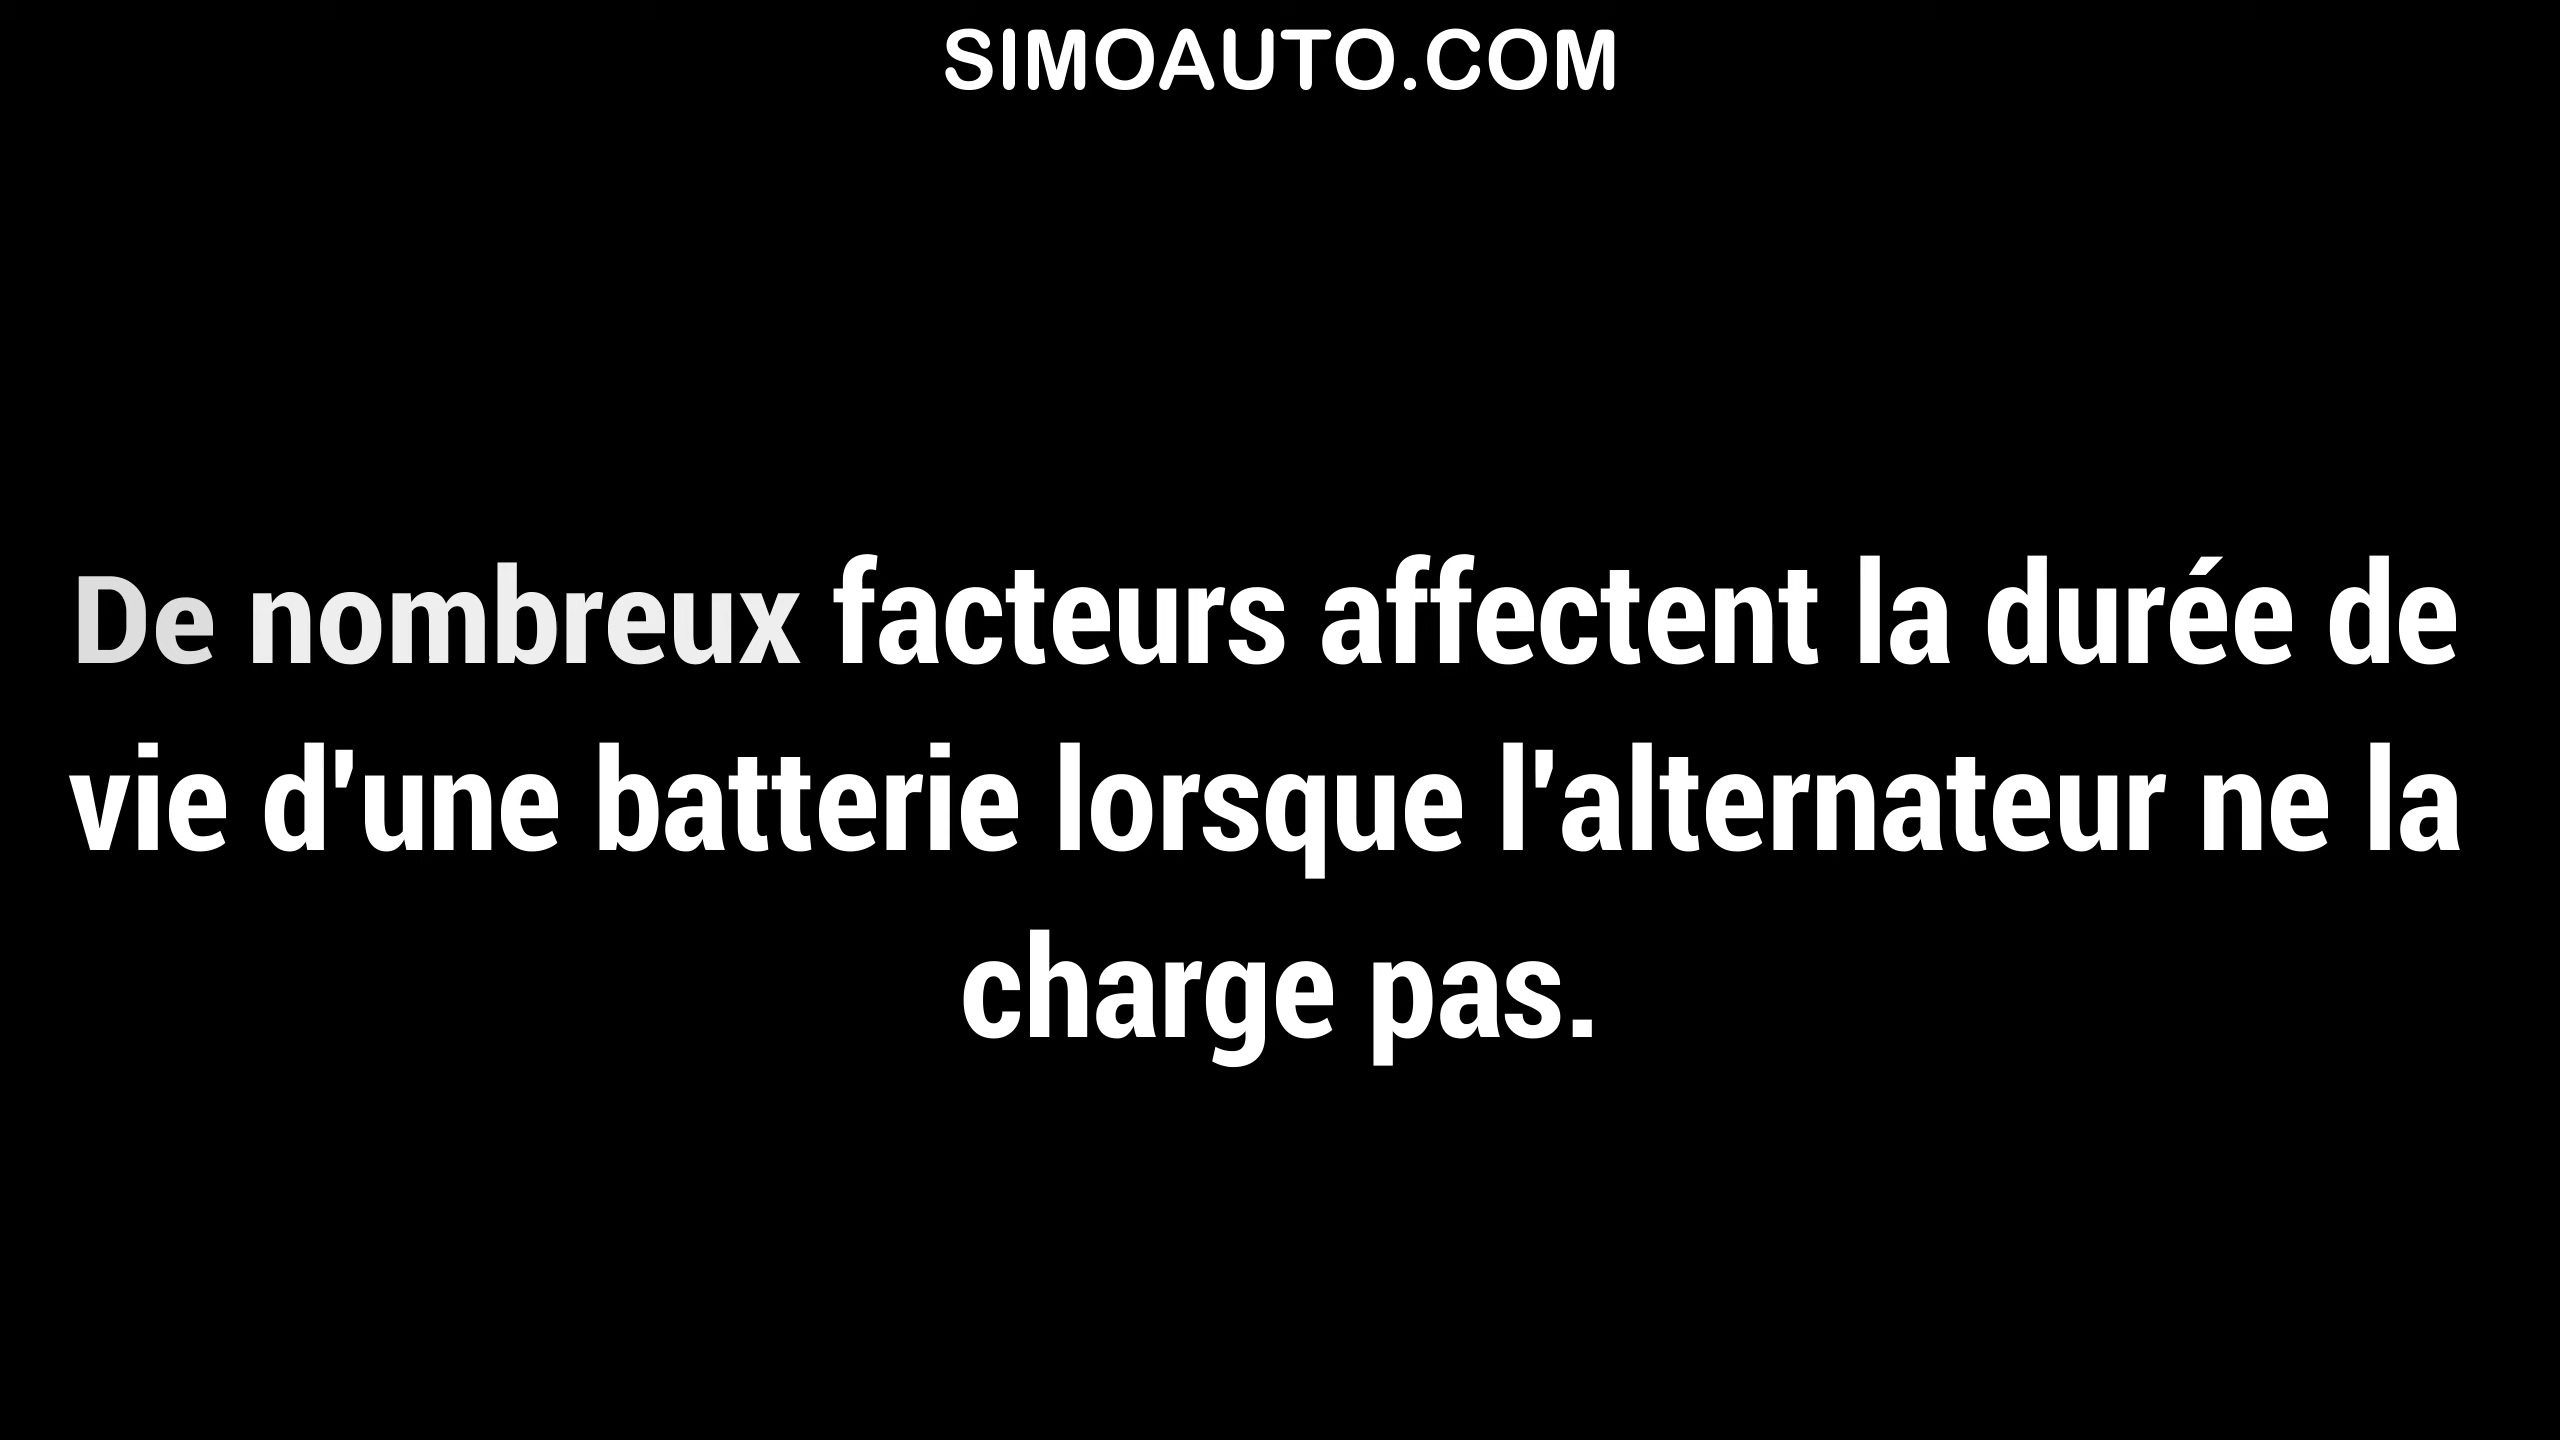 SIMOAUTO.COM
De nombreux facteurs affectent la durée de
vie d'une batterie lorsque l'alternateur ne la
charge pas.